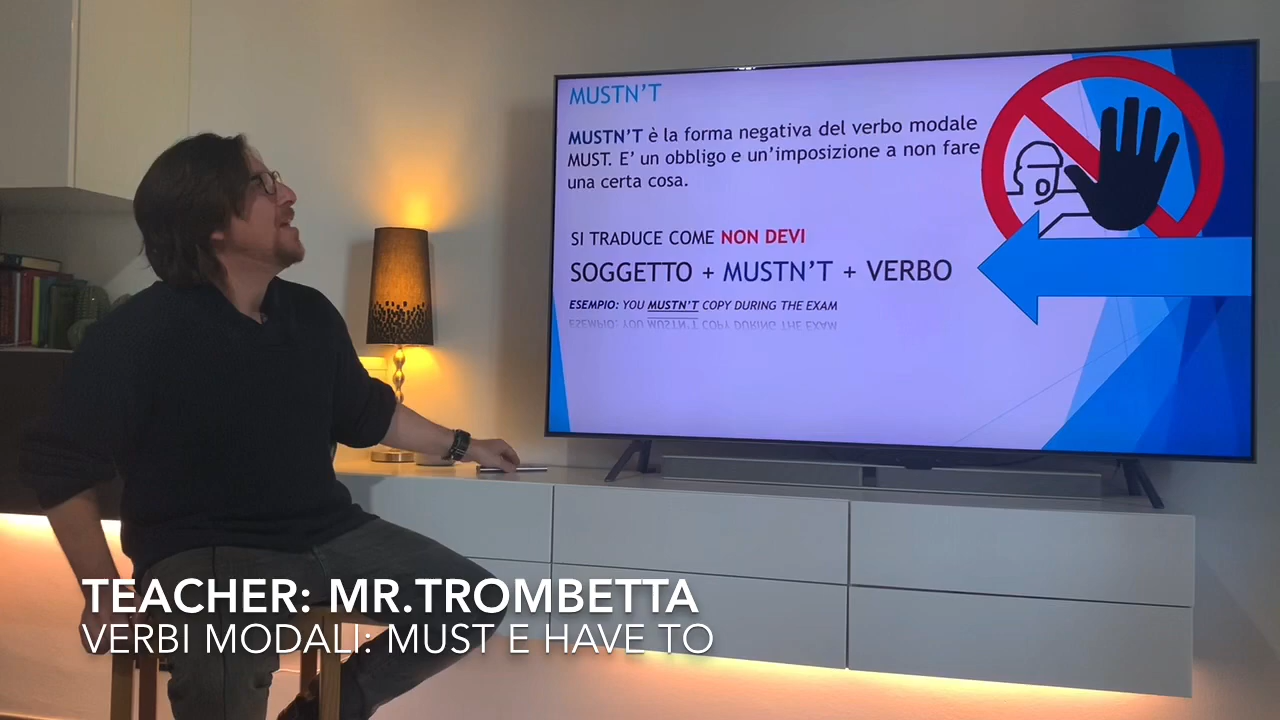 MUSTN'T
MUSTN'T è la forma negativa del verbo modale
MUST. E' un obbligo e un'imposizione a non fare
una certa cosa.
SI TRADUCE COME NON DEVI
SOGGETTO + MUSTN'T + VERBO
ESEMPIO: YOU MUSTN'T COPY DURING THE EXAM
TEACHER: MR.TROMBETTA
VERBI MODALI: MUST E HAVE TO